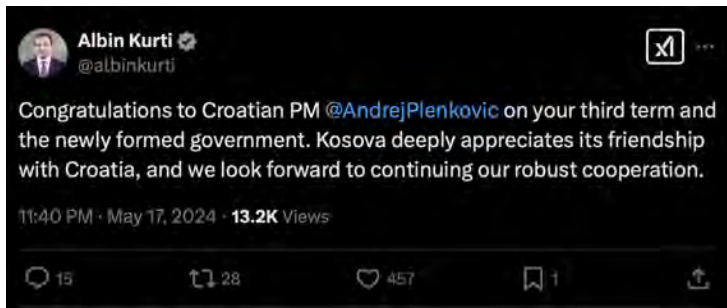 Albin Kurti
@albinkurti
Congratulations to Croatian PM @AndrejPlenkovic on your third term and
the newly formed government. Kosova deeply appreciates its friendship
with Croatia, and we look forward to continuing our robust cooperation.
11:40 PM · May 17, 2024 · 13.2K Views
15 28 457 1